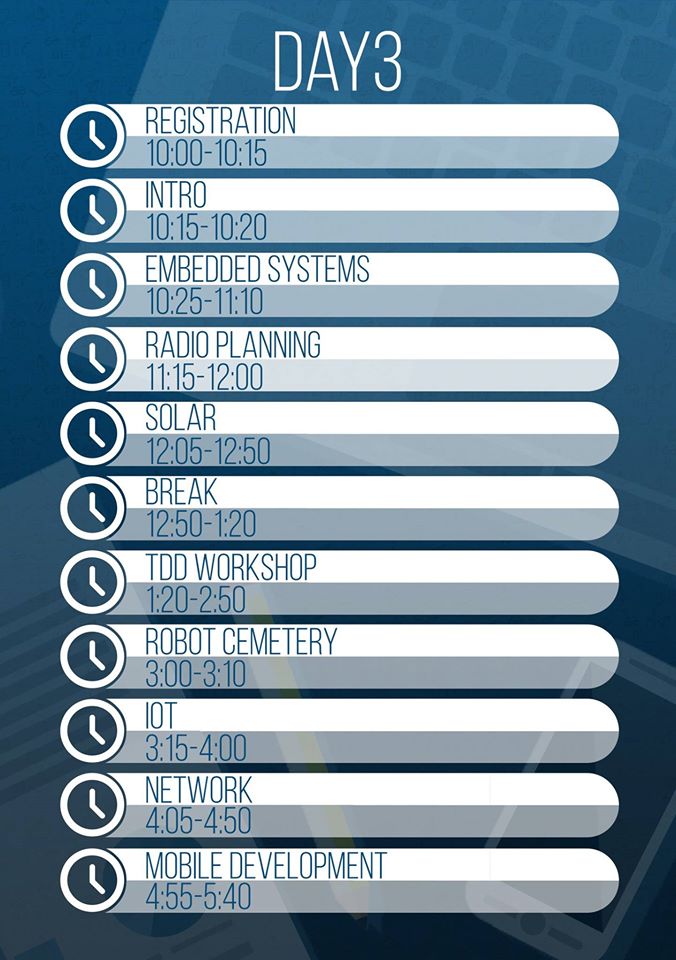 DAY3
REGISTRATION
10:00-10:15
INTRO
10:15-10:20
EMBEDDED SYSTEMS
10:25-11:10
RADIO PLANNING
11:15-12:00
SOLAR
12:05-12:50
BREAK
12:50-1:20
TDD WORKSHOP
1:20-2:50
ROBOT CEMETERY
3:00-3:10
IOT
3:15-4:00
NETWORK
4:05-4:50
MOBILE DEVELOPMENT
4:55-5:40